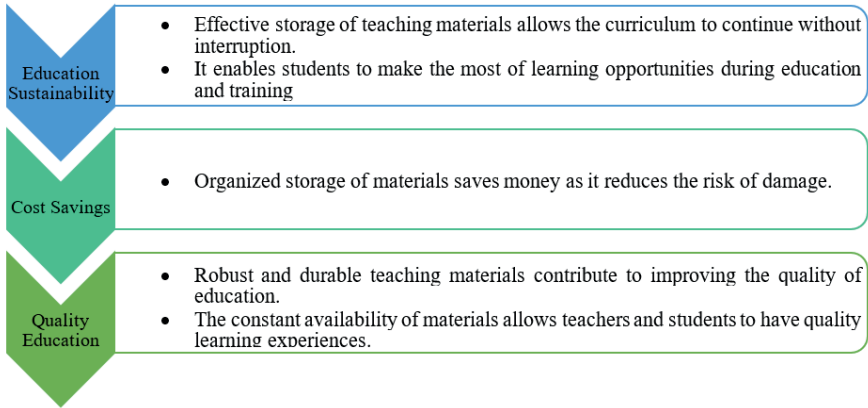 Education
Sustainability
• Effective storage of teaching materials allows the curriculum to continue without
interruption.
• It enables students to make the most of learning opportunities during education
and training
Cost Savings
• Organized storage of materials saves money as it reduces the risk of damage.
Quality
Education
• Robust and durable teaching materials contribute to improving the quality of
education.
• The constant availability of materials allows teachers and students to have quality
learning experiences.